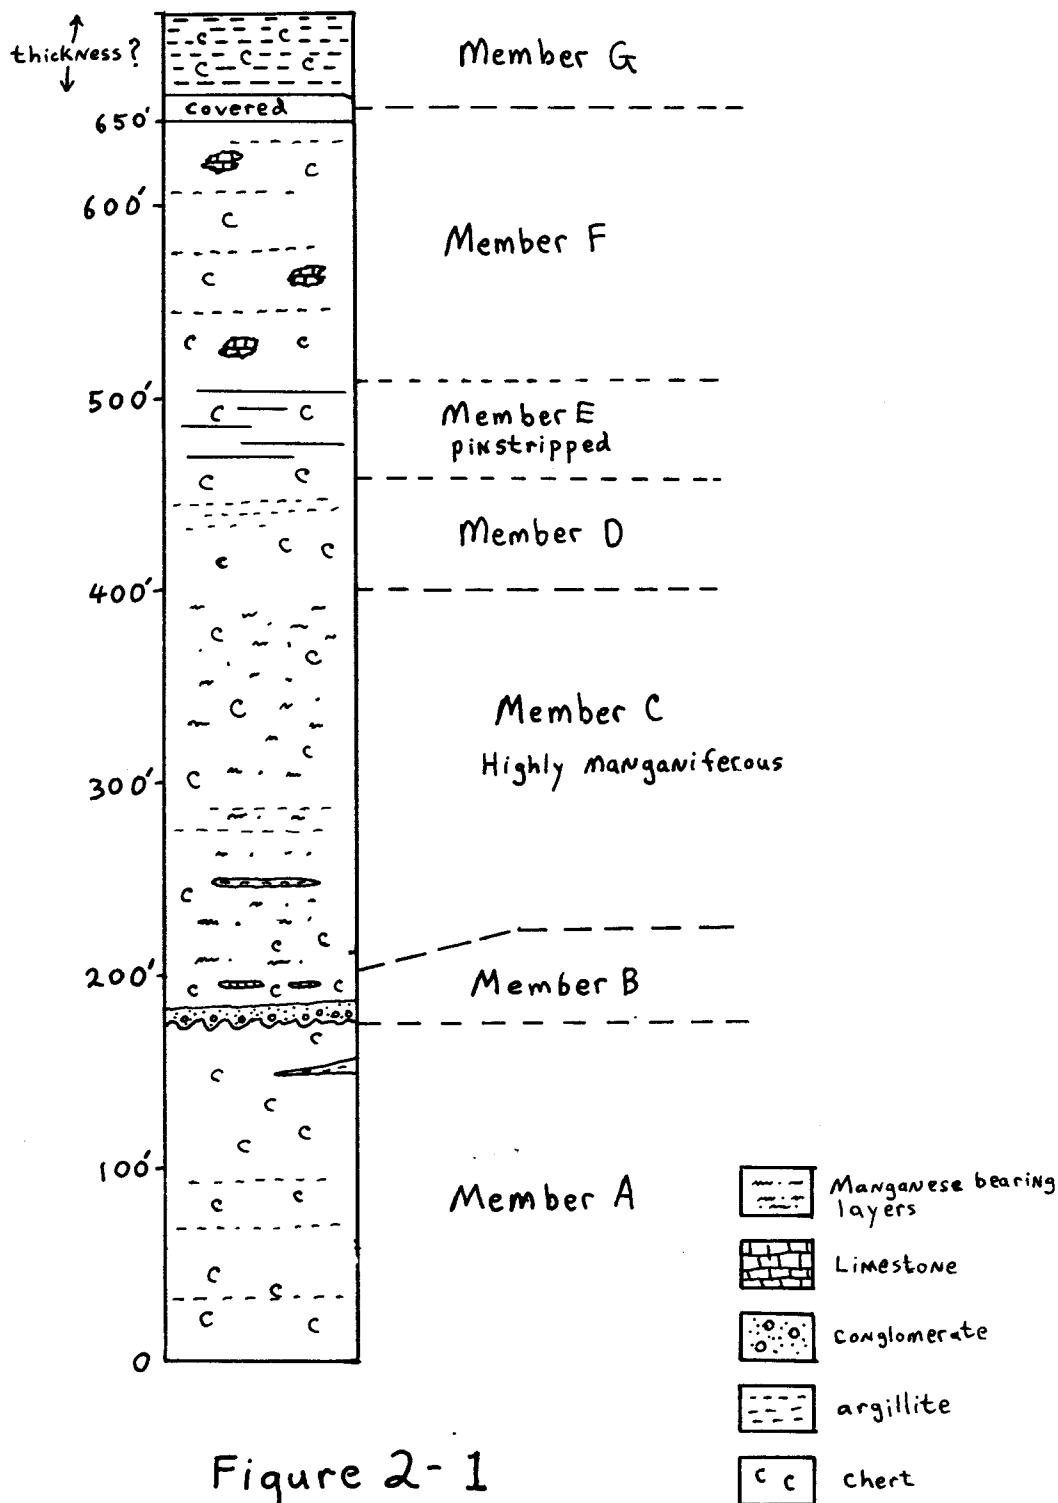 thickness?
Member G
covered
650'
600'
Member F
500'
Member E
pinstripped
Member D
400'
Member C
Highly manganiferous
300'
200'
Member B
100'
Member A
0
Manganese bearing
layers
Limestone
conglomerate
argillite
chert
C C
Figure 2-1